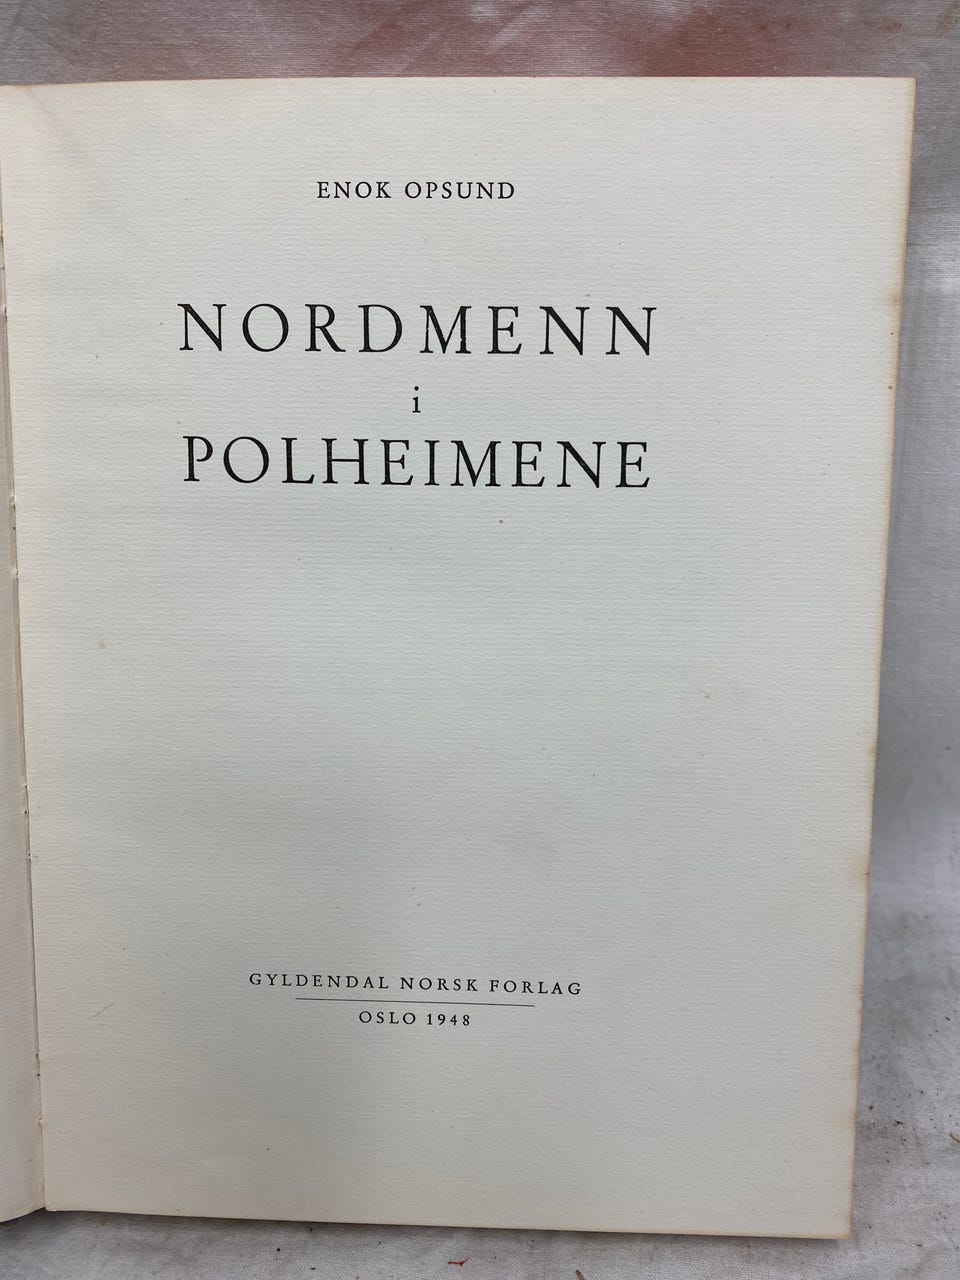 ENOK OPSUND
NORDMENN
i
POLHEIMENE
GYLDENDAL NORSK FORLAG
OSLO 1948